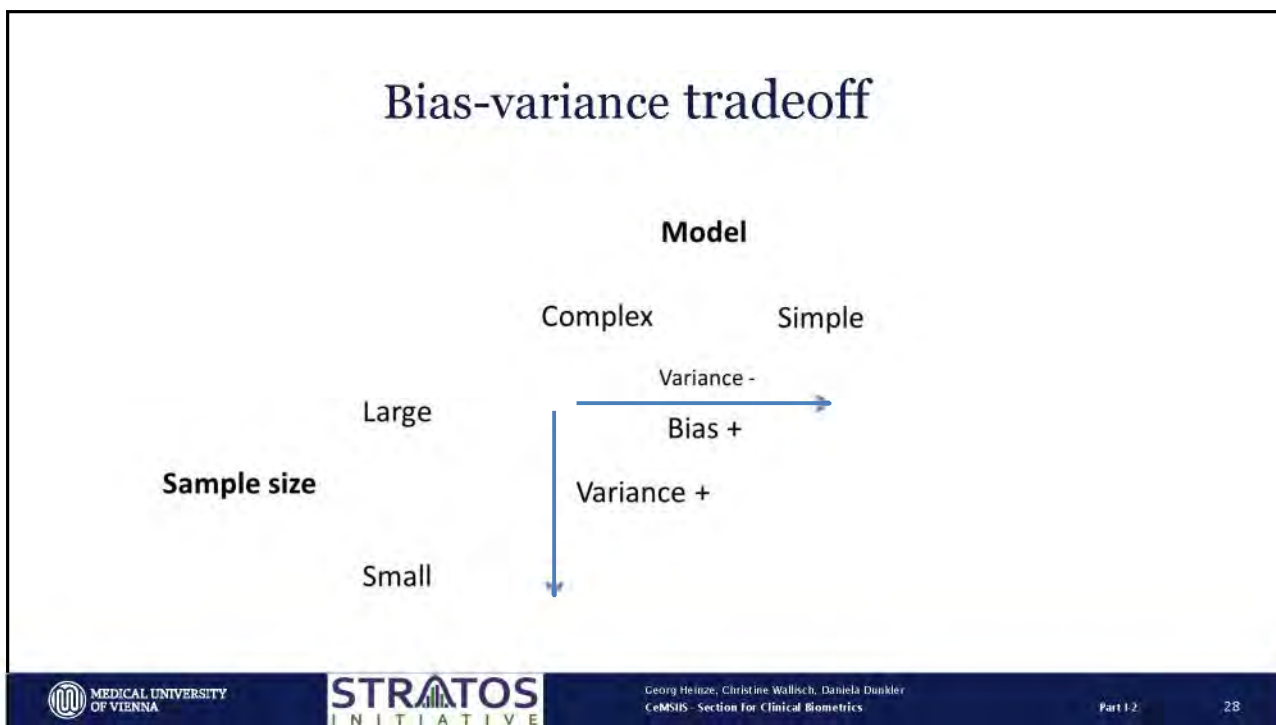 Bias-variance tradeoff
Model
Complex Simple
Variance -
Large
Bias +
Sample size
Variance +
Small
MEDICAL UNIVERSITY
OF VIENNA
STRATOS
INITIATIVE
Georg Heinze, Christine Wallisch, Daniela Dunkler
CeMSIIS - Section for Clinical Biometrics
Part I-2
28